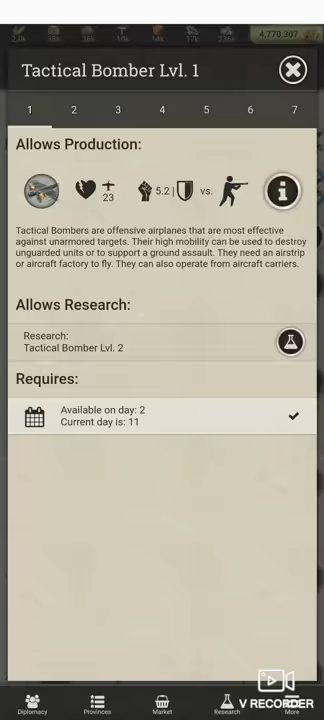 4,770,307
Tactical Bomber Lvl. 1
1 2 3 4 5 6 7
Allows Production:
23 5.2 | vs.
Tactical Bombers are offensive airplanes that are most effective
against unarmored targets. Their high mobility can be used to destroy
unguarded units or to support a ground assault. They need an airstrip
or aircraft factory to fly. They can also operate from aircraft carriers.
Allows Research:
Research:
Tactical Bomber Lvl. 2
Requires:
Available on day: 2
Current day is: 11
Diplomacy Provinces Market Research More
V RECORDER